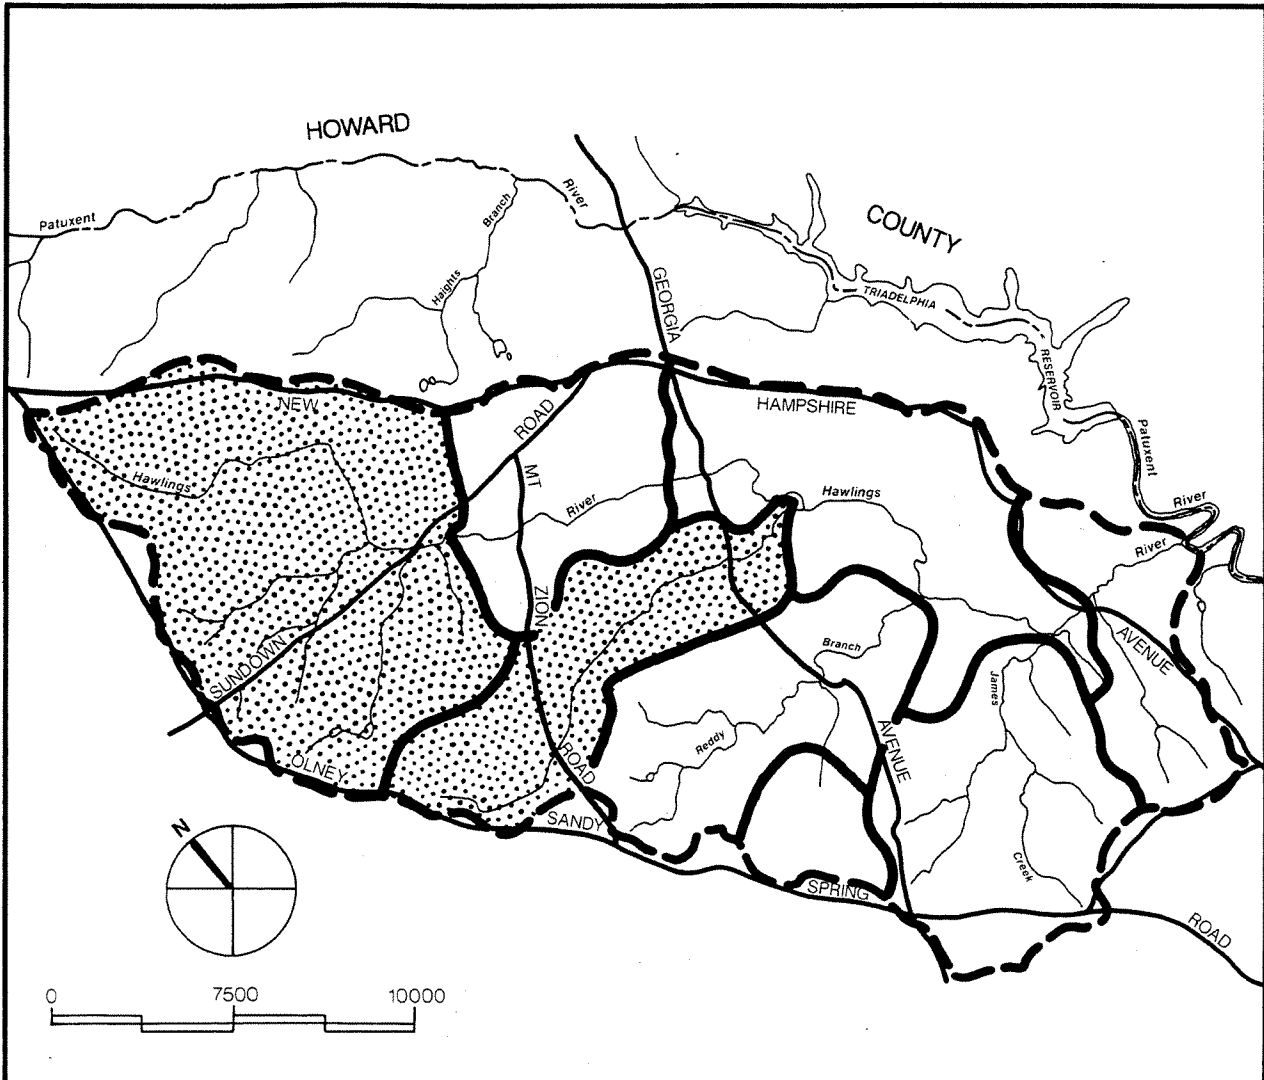 HOWARD
COUNTY
Patuxent
River
Branch
Haights
GEORGIA
TRIADELPHIA
RESERVOIR
Patuxent
River
NEW
HAMPSHIRE
ROAD
MT
ZION
Hawlings
River
Hawlings
River
SUNDOWN
AVENUE
Branch
James
Reddy
AVENUE
ROAD
OLNEY
SANDY
SPRING
Creek
ROAD
N
0 7500 10000